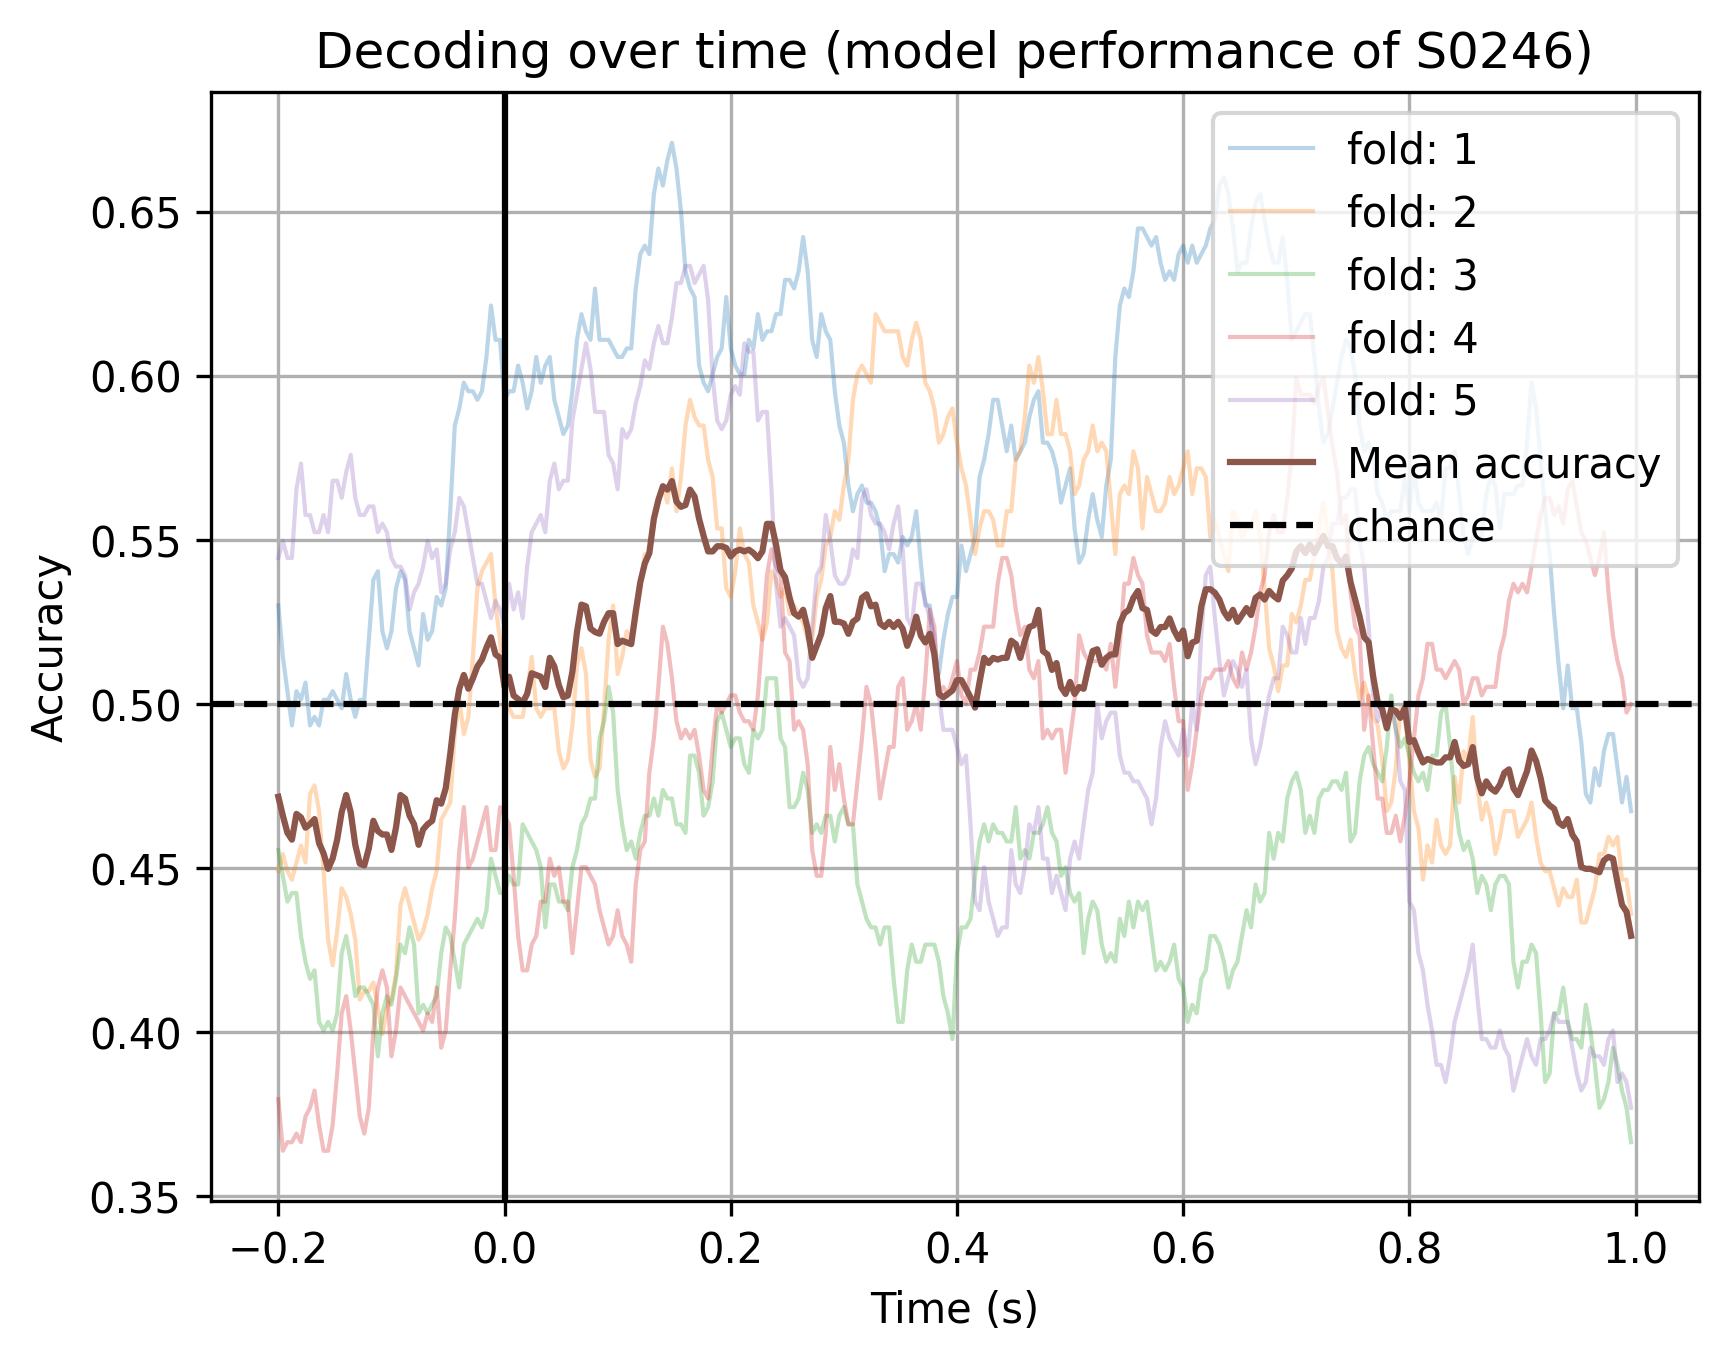 Decoding over time (model performance of S0246)
fold: 1
fold: 2
fold: 3
fold: 4
fold: 5
Mean accuracy
chance
Accuracy
0.65
0.60
0.55
0.50
0.45
0.40
0.35
−0.2 0.0 0.2 0.4 0.6 0.8 1.0
Time (s)